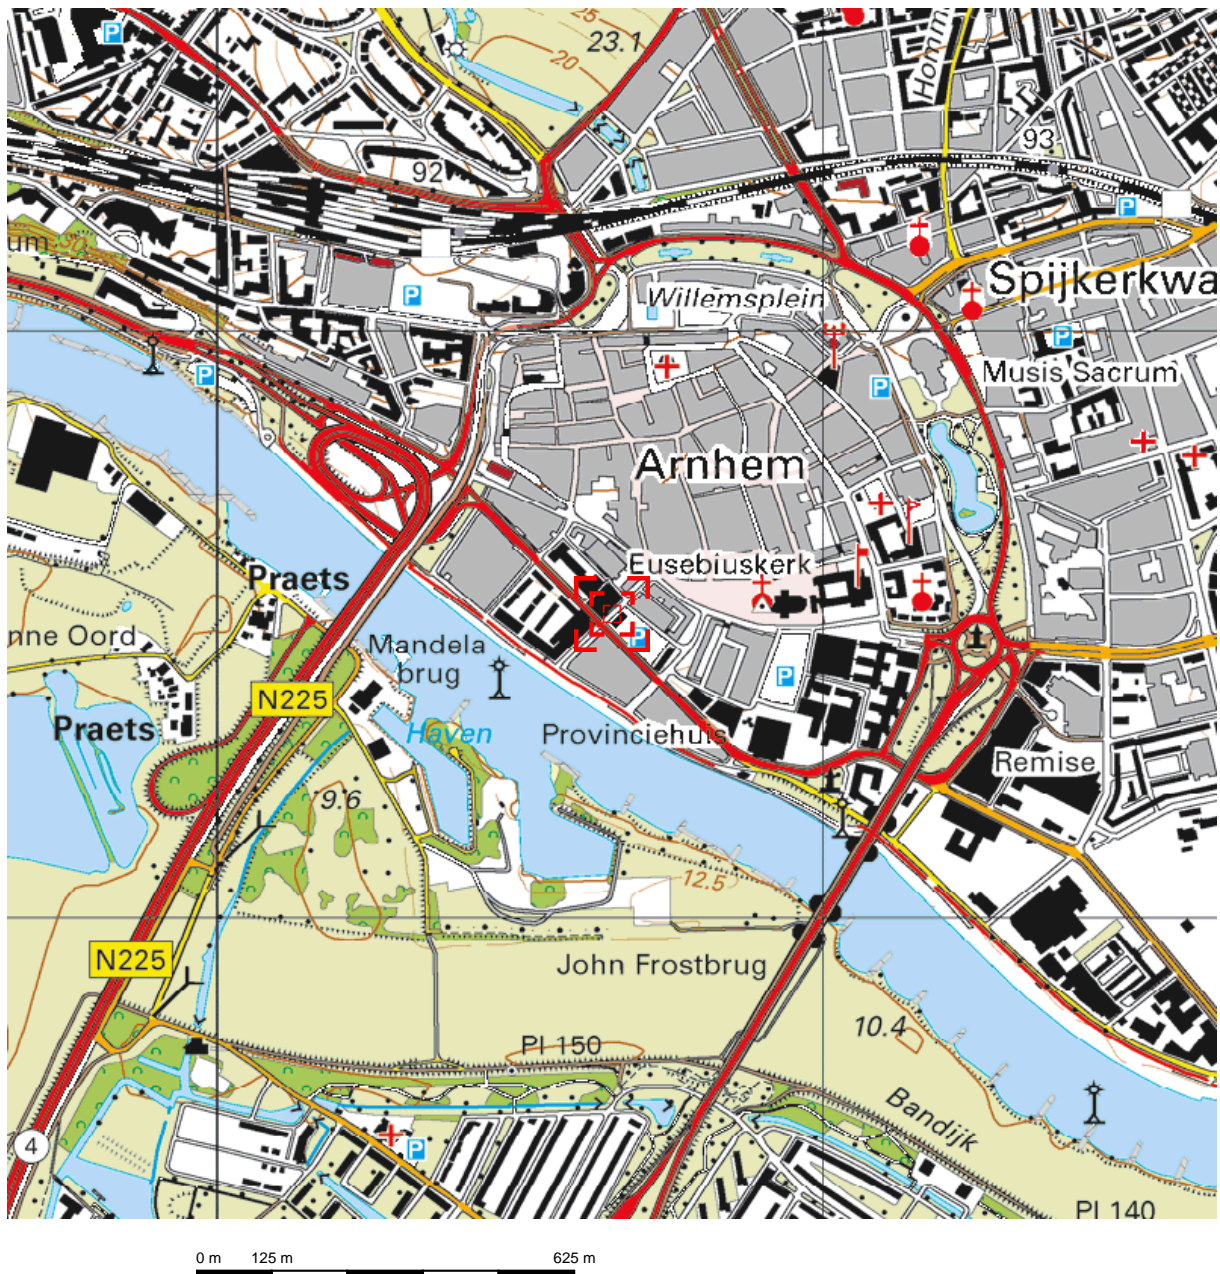 P
25
23.1
20
Homm
92
93
P
um
30
P
Spijkerkwa
Willemsplein
P
P
Musis Sacrum
P
Arnhem
Eusebiuskerk
Praets
nne Oord
Mandela
brug
P
P
N225
Praets
Haven
Provinciehuis
Remise
9.6
12.5
N225
John Frostbrug
10.4
Pl 150
Bandijk
4
P
Pl 140
0 m 125 m 625 m